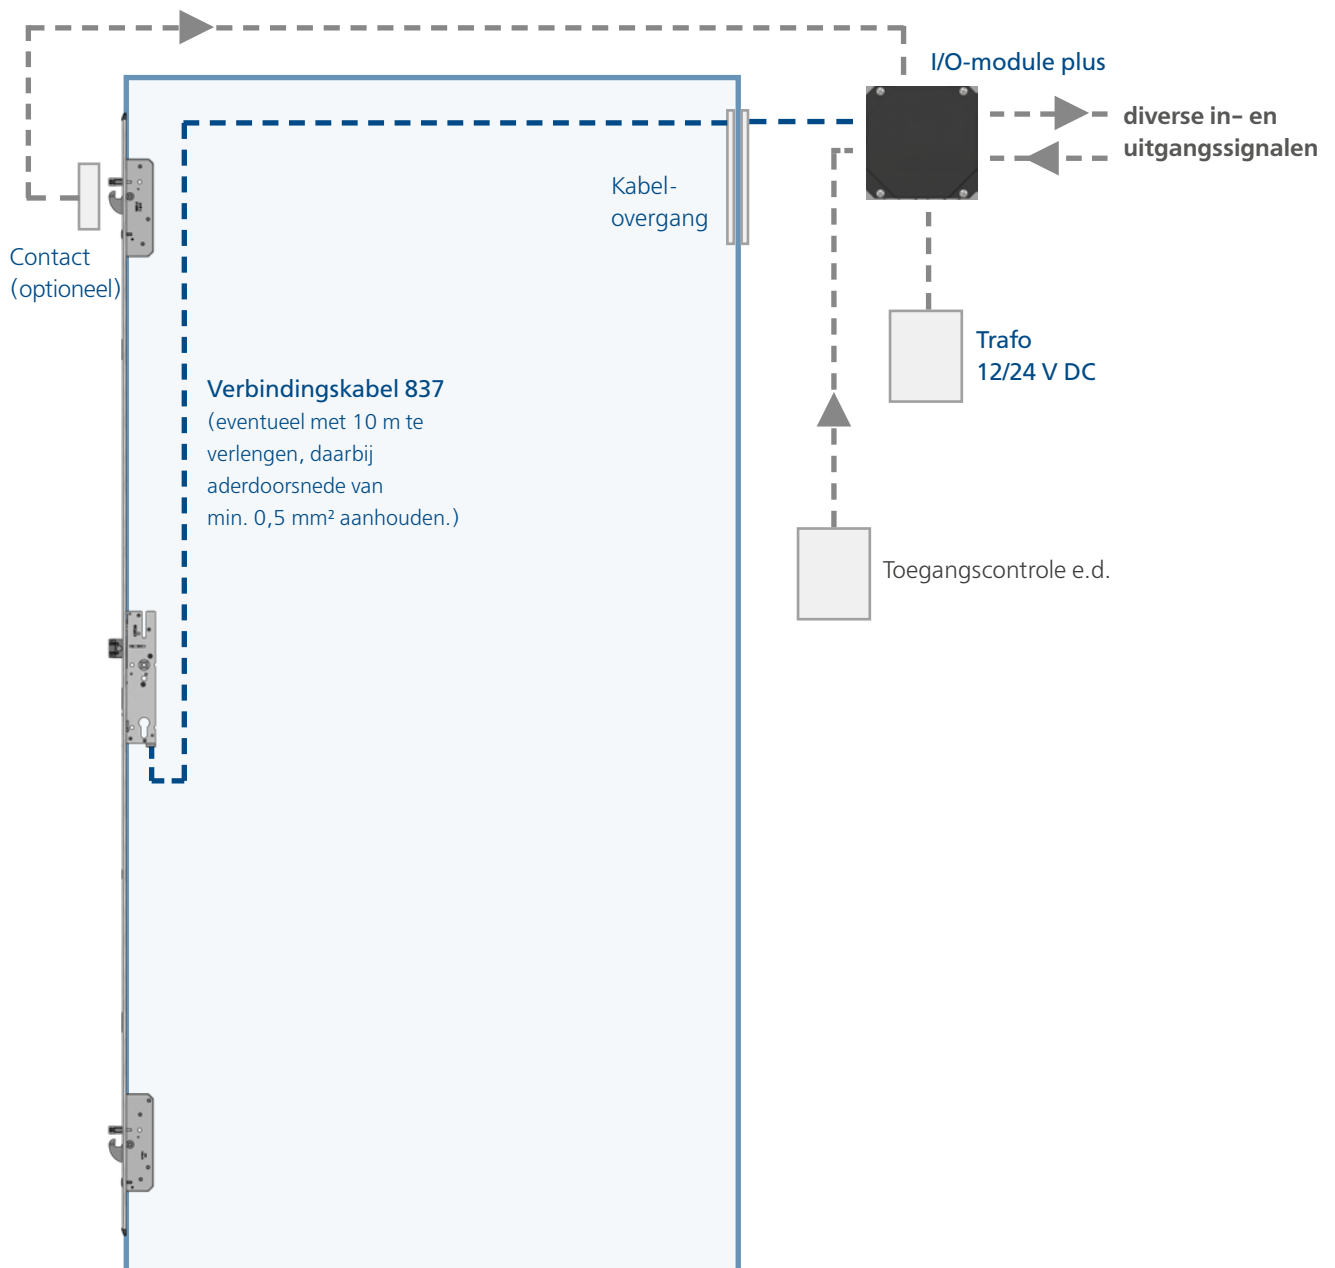 I/O-module plus
diverse in- en
uitgangssignalen
Kabel-
overgang
Contact
(optioneel)
Trafo
12/24 V DC
Verbindingskabel 837
(eventueel met 10 m te
verlengen, daarbij
aderdoorsnede van
min. 0,5 mm² aanhouden.)
Toegangscontrole e.d.